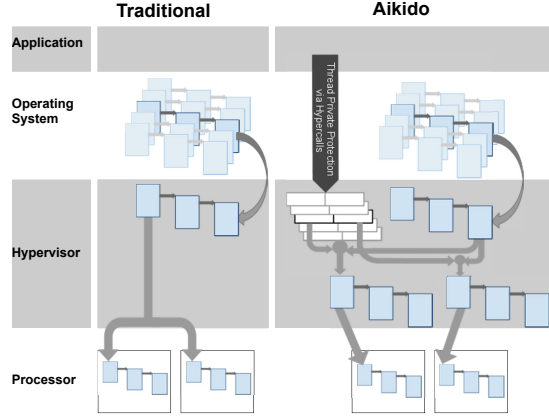 Traditional
Aikido
Application
Operating
System
Thread Private Protection
via Hypercalls
Hypervisor
Processor